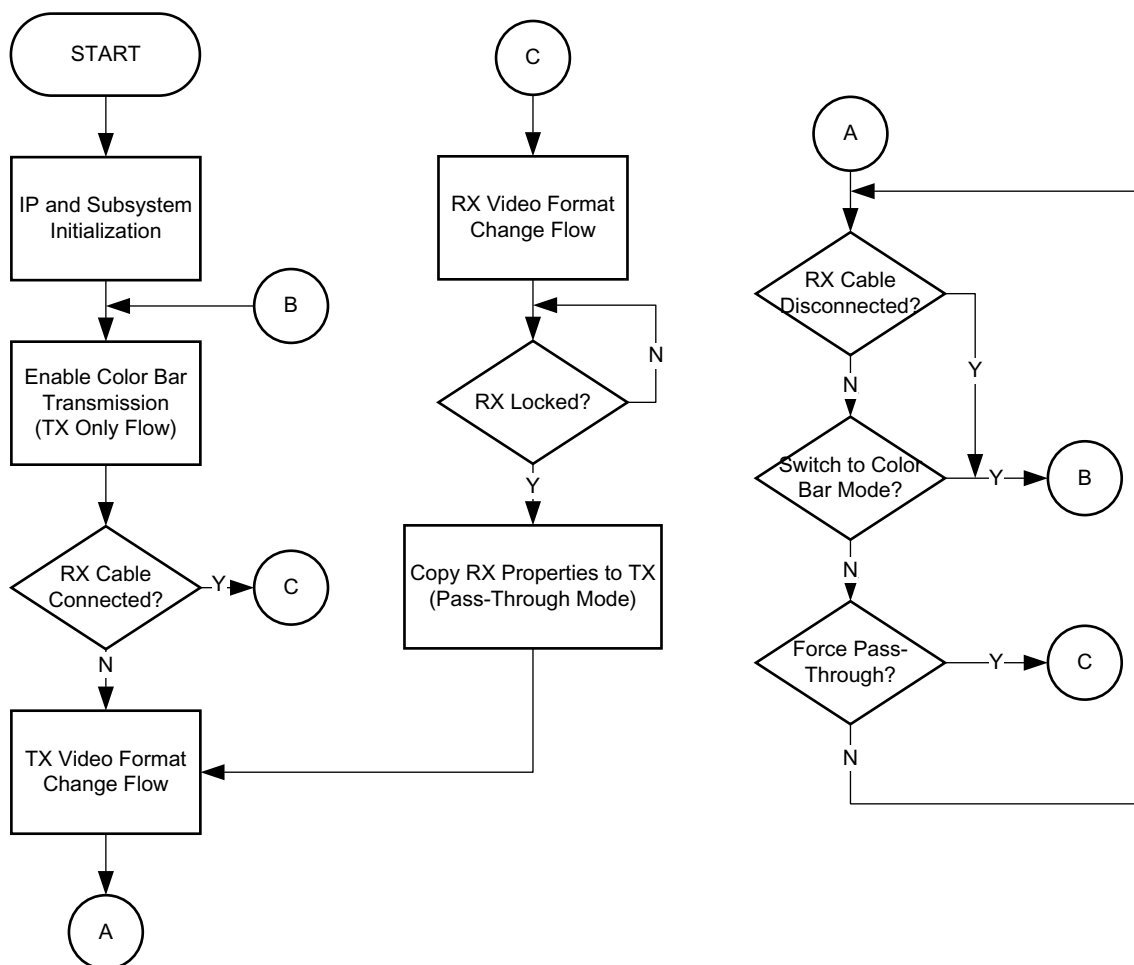 START
IP and Subsystem
Initialization
B
Enable Color Bar
Transmission
(TX Only Flow)
RX Cable
Connected?
Y
C
N
TX Video Format
Change Flow
A
C
RX Video Format
Change Flow
N
RX Locked?
Y
Copy RX Properties to TX
(Pass-Through Mode)
A
RX Cable
Disconnected?
Y
N
Switch to Color
Bar Mode?
Y
B
N
Force Pass-
Through?
Y
C
N